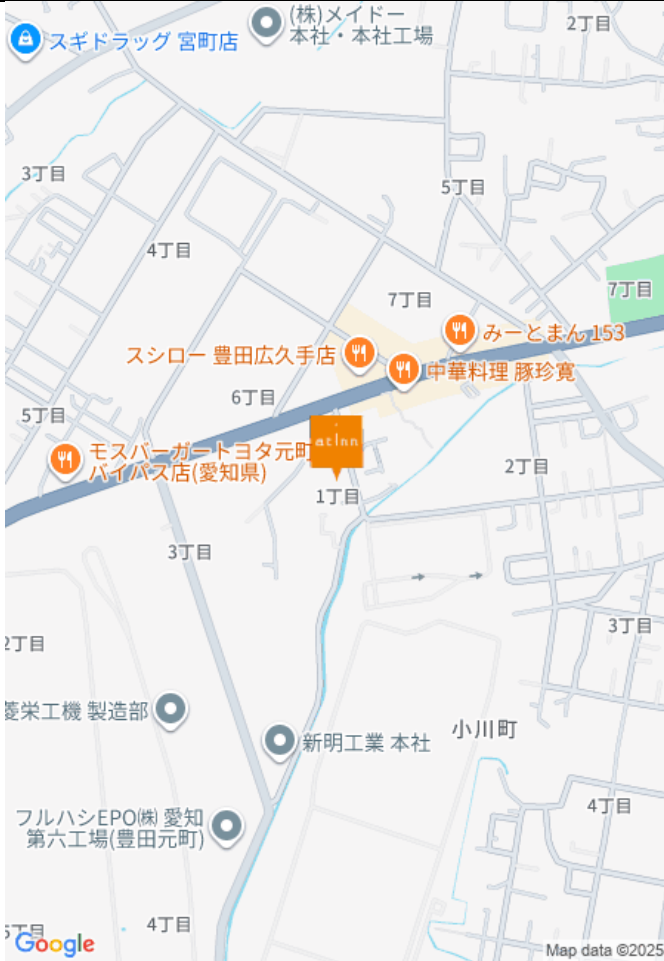 (株)メイドー
本社・本社工場
2丁目
スギドラッグ 宮町店
3丁目
5丁目
4丁目
7丁目
7丁目
みーとまん 153
スシロー 豊田広久手店
中華料理 豚珍寛
6丁目
5丁目
atInn
モスバーガートヨタ元町
バイパス店(愛知県)
2丁目
1丁目
3丁目
3丁目
2丁目
菱栄工機 製造部
小川町
新明工業 本社
フルハシEPO㈱ 愛知
第六工場(豊田元町)
4丁目
4丁目
5丁目
Google
Map data ©2025